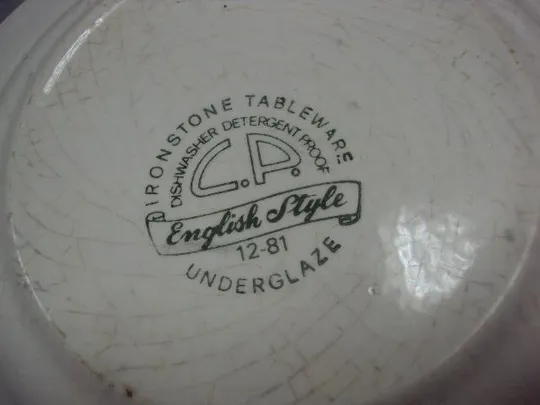 IRONSTONE TABLEWARE
DISHWASHER DETERGENT PROOF
C.P.
English Style
12-81
UNDERGLAZE